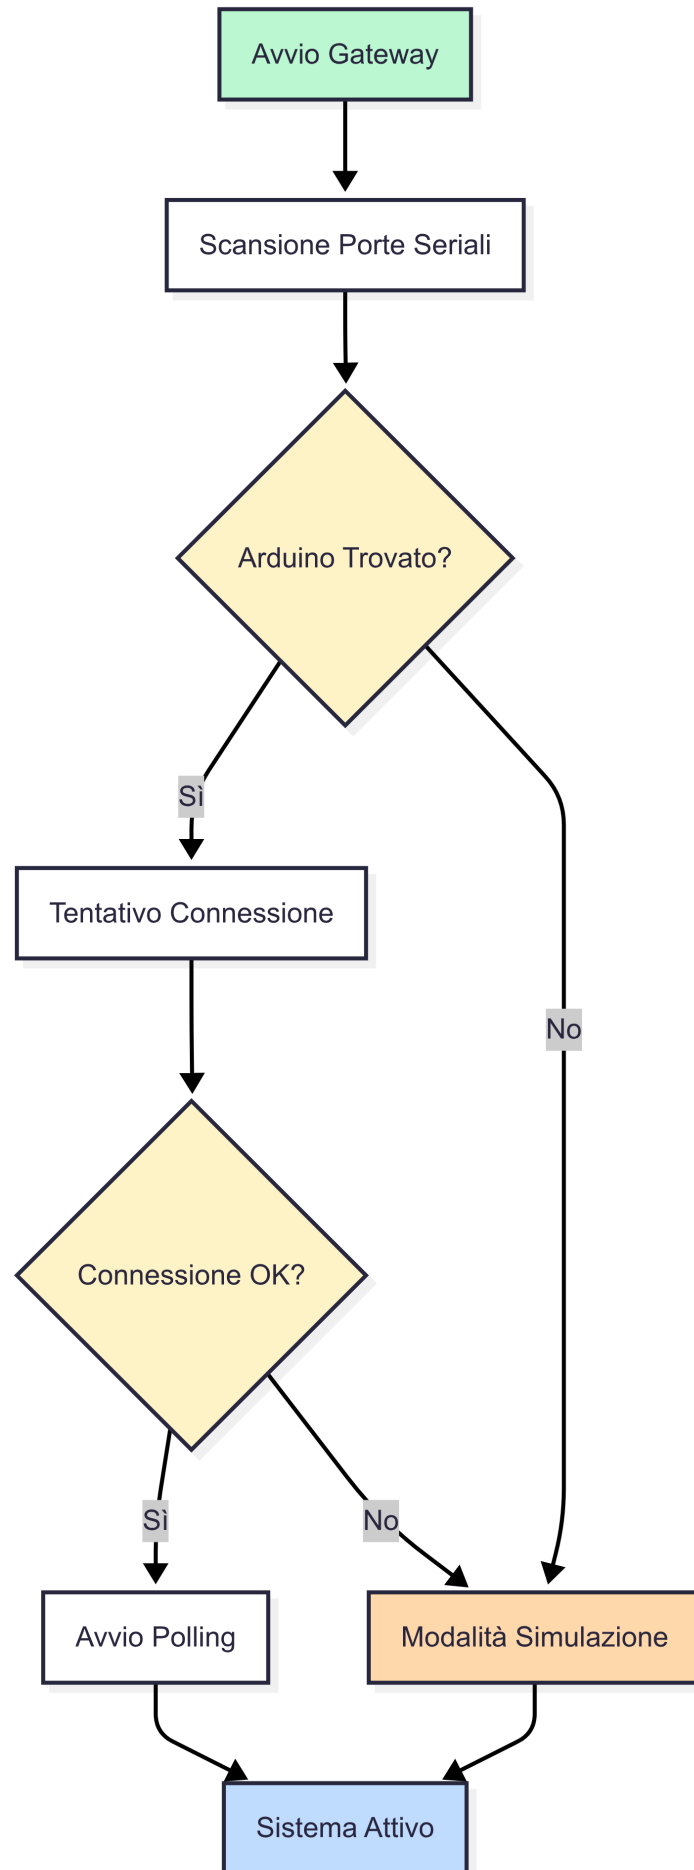 Avvio Gateway
Scansione Porte Seriali
Arduino Trovato?
Sì
Tentativo Connessione
No
Connessione OK?
Sì
No
Avvio Polling
Modalità Simulazione
Sistema Attivo